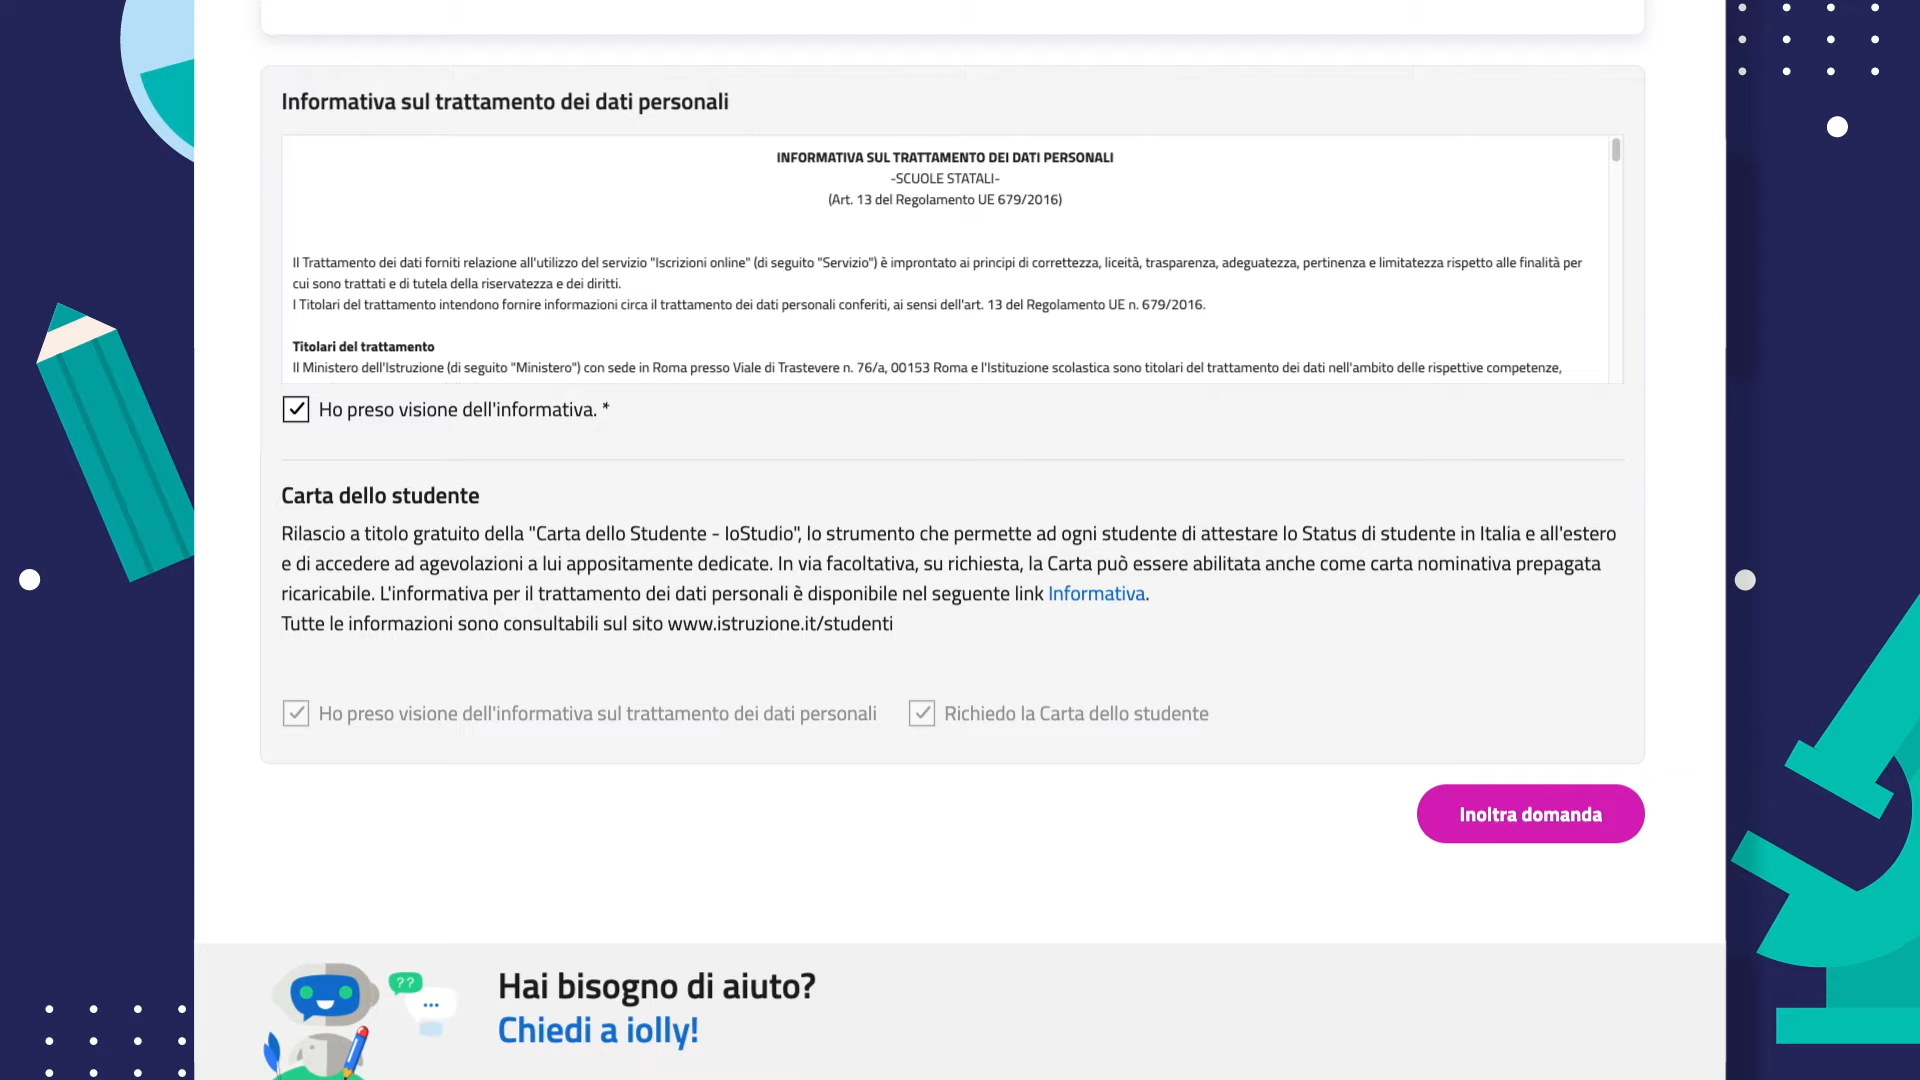 Informativa sul trattamento dei dati personali
INFORMATIVA SUL TRATTAMENTO DEI DATI PERSONALI
-SCUOLE STATALI-
(Art. 13 del Regolamento UE 679/2016)
Il Trattamento dei dati forniti relazione all'utilizzo del servizio "Iscrizioni online" (di seguito "Servizio") è improntato ai principi di correttezza, liceità, trasparenza, adeguatezza, pertinenza e limitatezza rispetto alle finalità per
cui sono trattati e di tutela della riservatezza e dei diritti.
I Titolari del trattamento intendono fornire informazioni circa il trattamento dei dati personali conferiti, ai sensi dell'art. 13 del Regolamento UE n. 679/2016.
Titolari del trattamento
Il Ministero dell'Istruzione (di seguito "Ministero") con sede in Roma presso Viale di Trastevere n. 76/a, 00153 Roma e l'Istituzione scolastica sono titolari del trattamento dei dati nell'ambito delle rispettive competenze,
Ho preso visione dell'informativa. *
Carta dello studente
Rilascio a titolo gratuito della "Carta dello Studente - IoStudio", lo strumento che permette ad ogni studente di attestare lo Status di studente in Italia e all'estero
e di accedere ad agevolazioni a lui appositamente dedicate. In via facoltativa, su richiesta, la Carta può essere abilitata anche come carta nominativa prepagata
ricaricabile. L'informativa per il trattamento dei dati personali è disponibile nel seguente link Informativa.
Tutte le informazioni sono consultabili sul sito www.istruzione.it/studenti
Ho preso visione dell'informativa sul trattamento dei dati personali
Richiedo la Carta dello studente
Inoltra domanda
??
...
Hai bisogno di aiuto?
Chiedi a iolly!